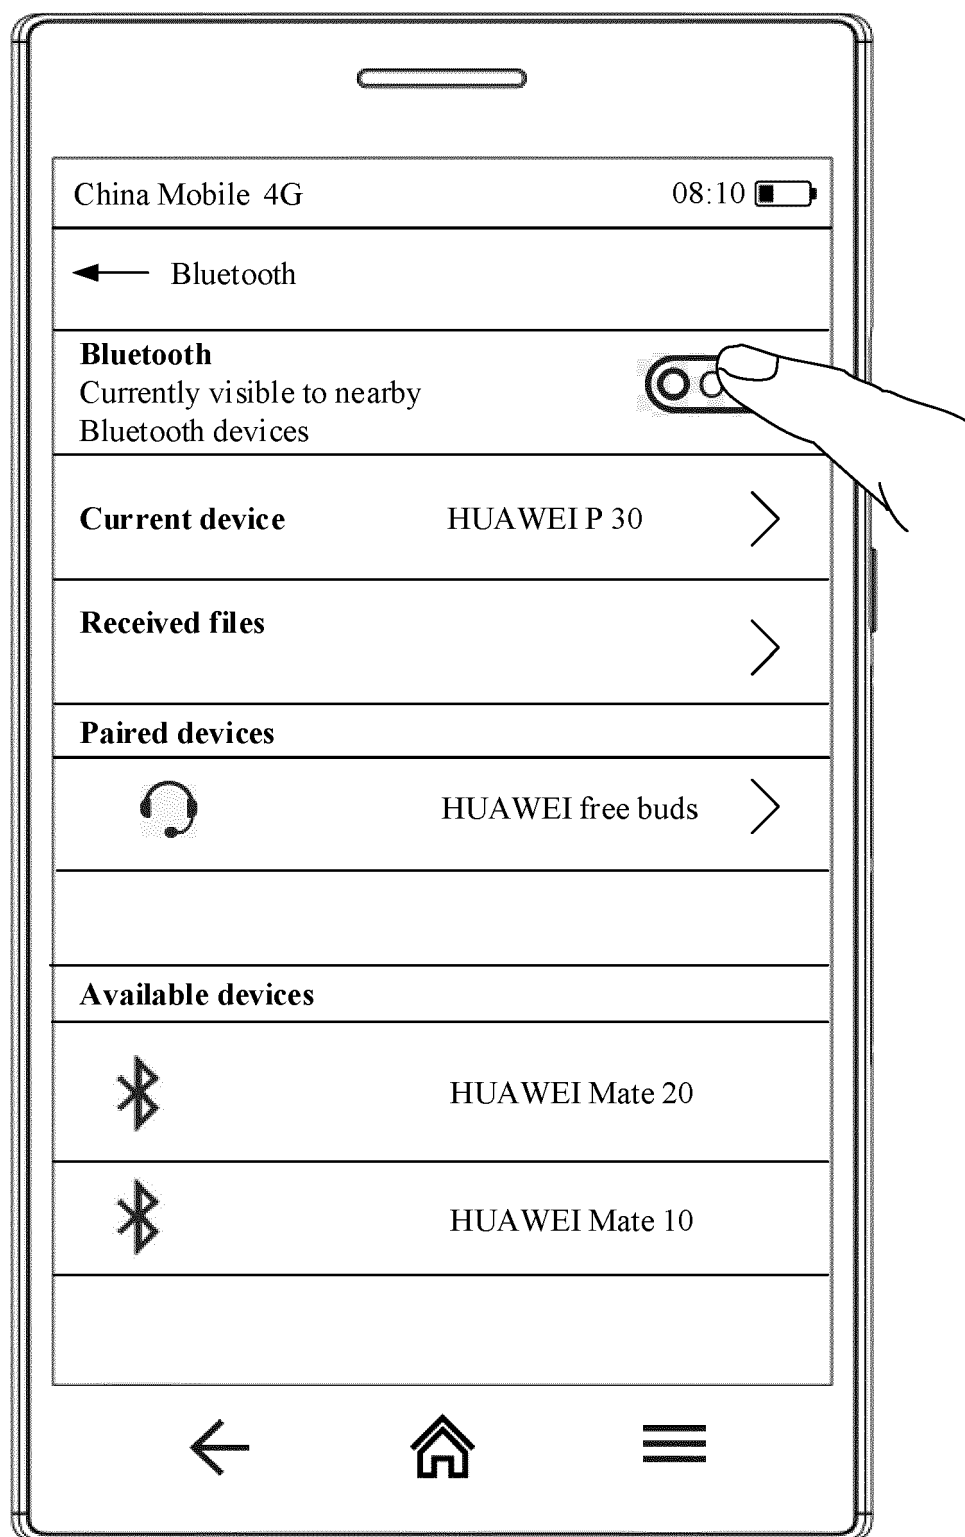 China Mobile 4G 08:10
Bluetooth
Bluetooth
Currently visible to nearby
Bluetooth devices
Current device HUAWEI P 30
Received files
Paired devices
HUAWEI free buds
Available devices
HUAWEI Mate 20
HUAWEI Mate 10